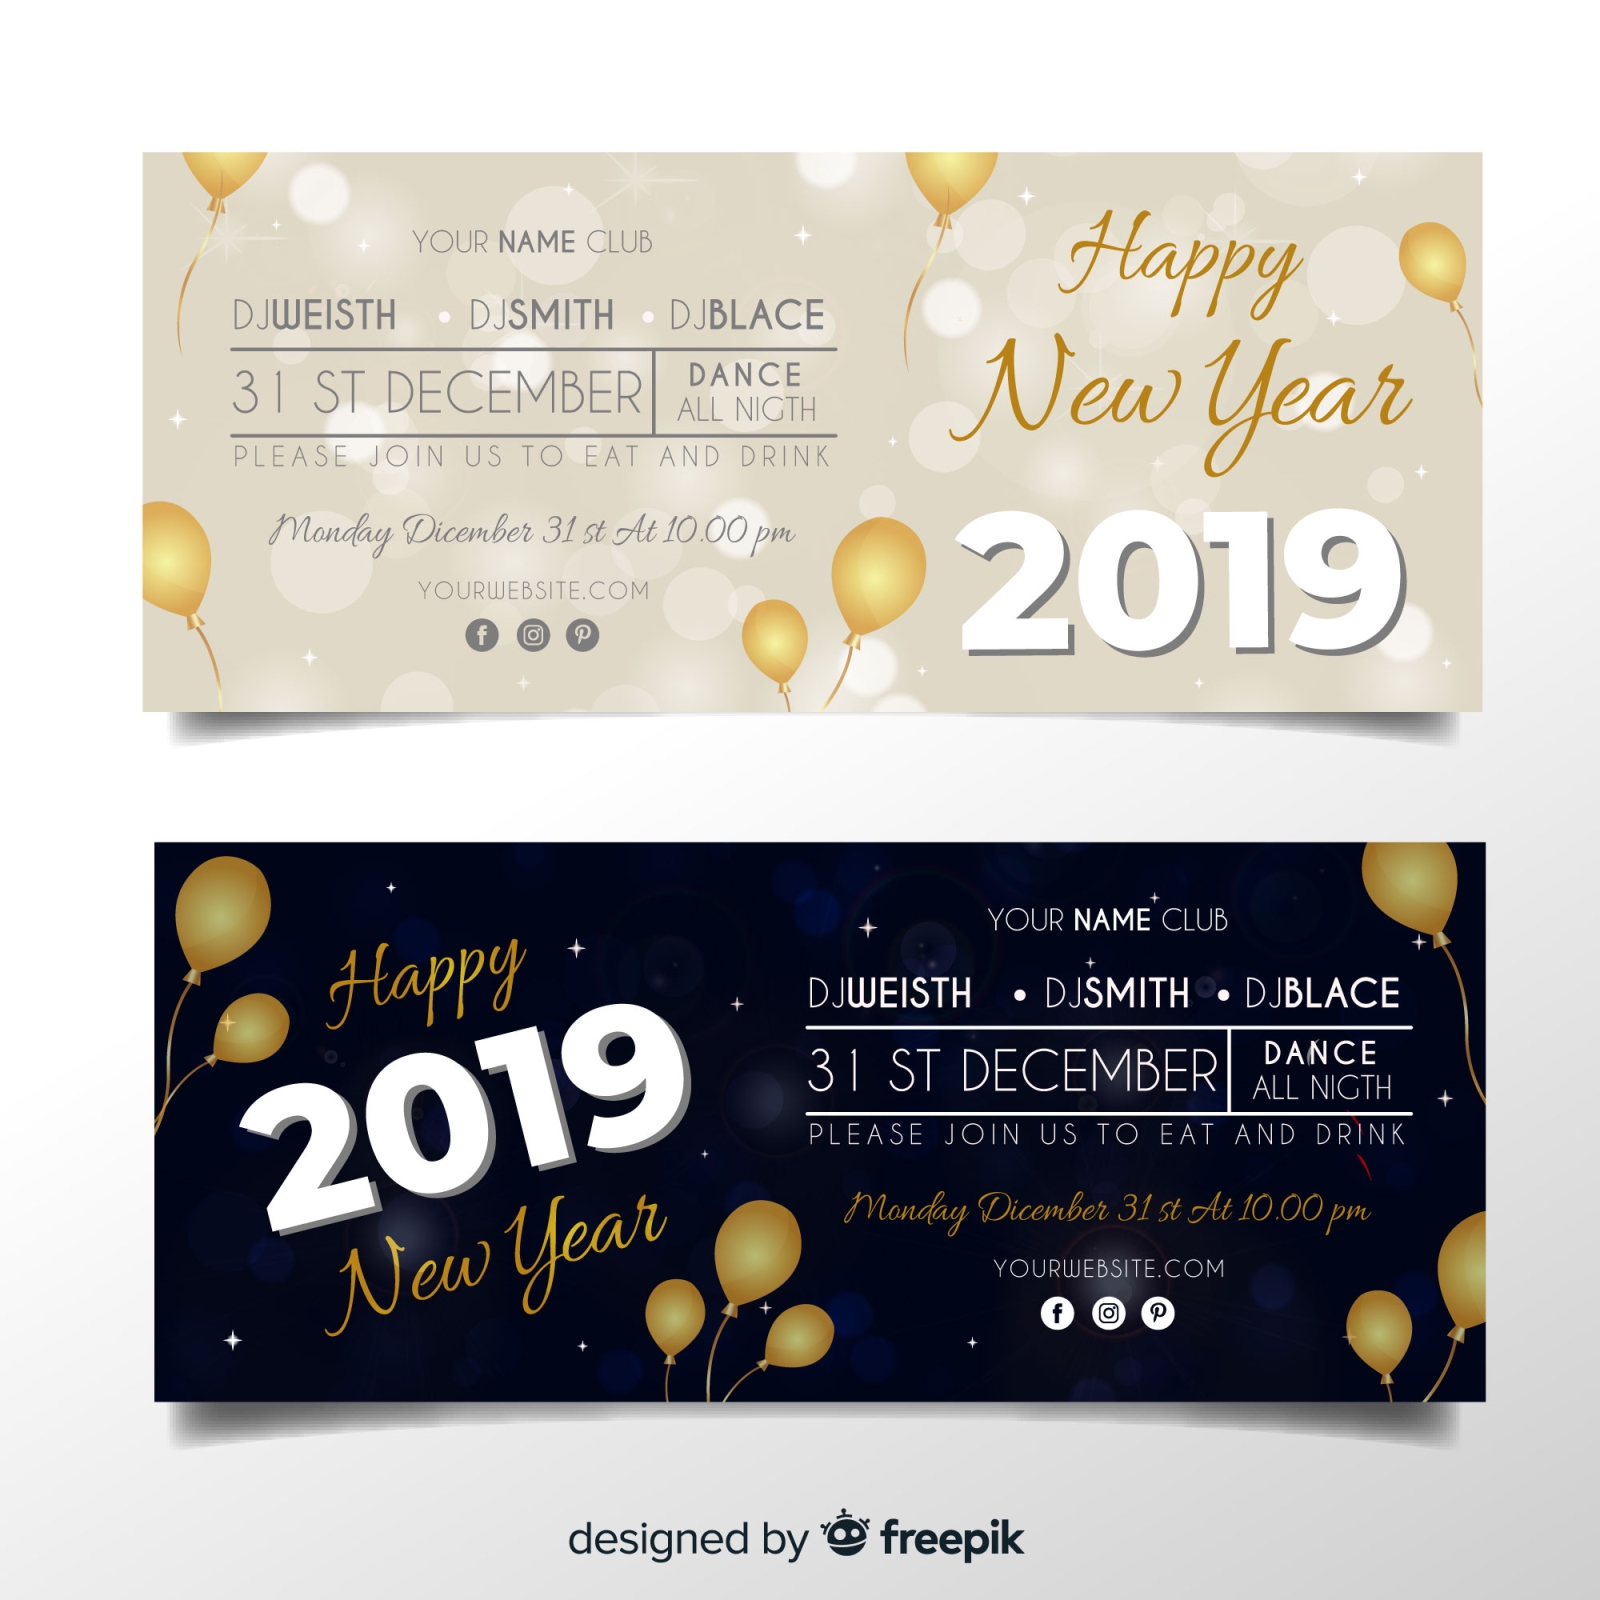 YOUR NAME CLUB
DJWEISTH • DJSMITH • DJBLACE
31 ST DECEMBER
DANCE
ALL NIGTH
PLEASE JOIN US TO EAT AND DRINK
Monday Dicember 31 st At 10.00 pm
YOURWEBSITE.COM
Happy
New Year
2019
Happy
2019
New Year
YOUR NAME CLUB
DJWEISTH • DJSMITH • DJBLACE
31 ST DECEMBER
DANCE
ALL NIGTH
PLEASE JOIN US TO EAT AND DRINK
Monday Dicember 31 st At 10.00 pm
YOURWEBSITE.COM
designed by freepik